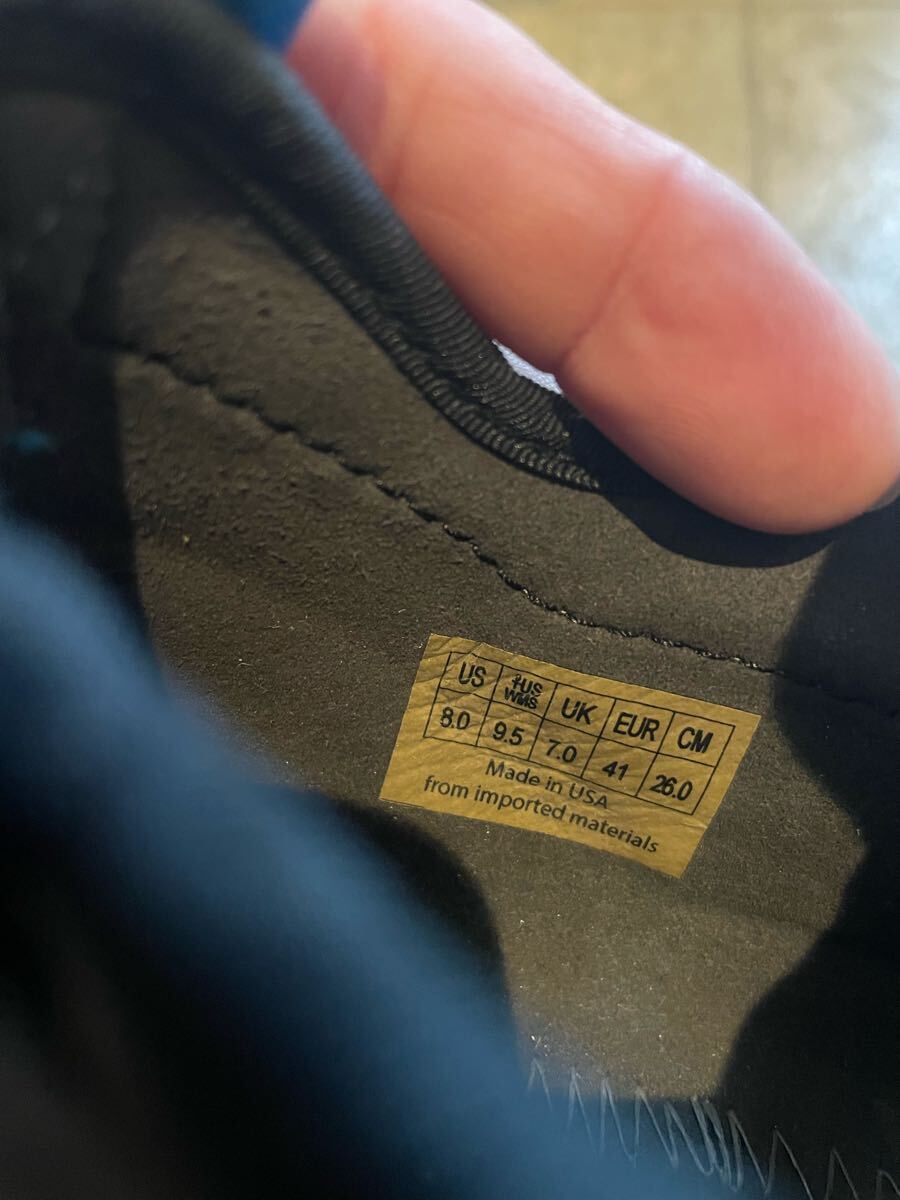 US ‡US WMS UK EUR CM
8.0 9.5 7.0 41 26.0
Made in USA
from imported materials